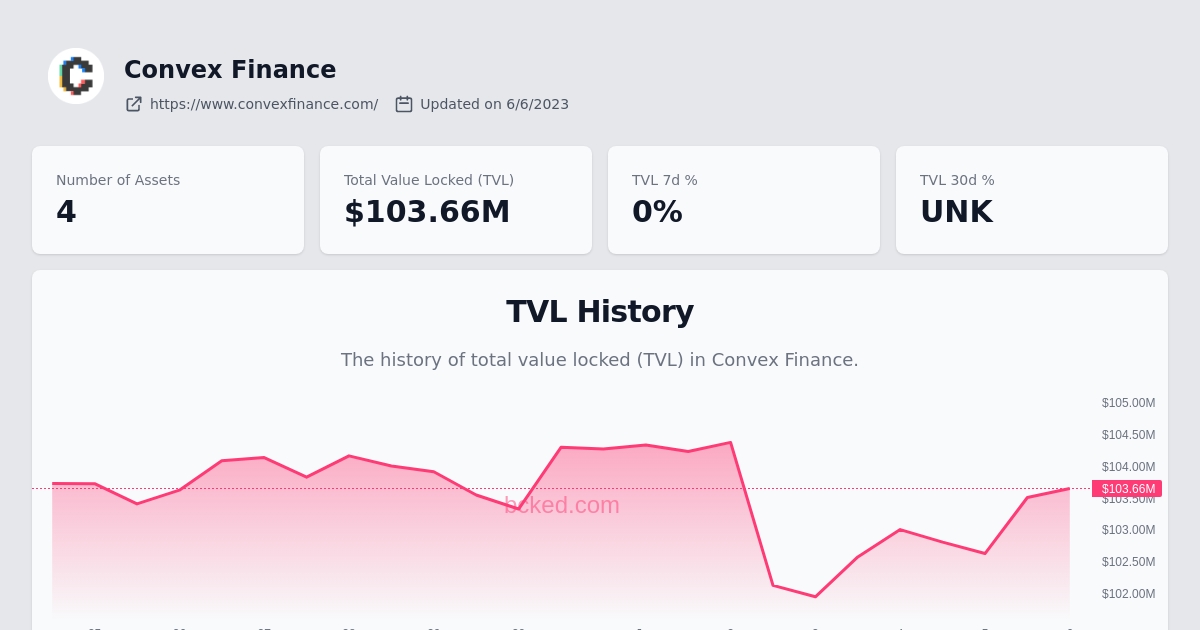 Convex Finance
https://www.convexfinance.com/ Updated on 6/6/2023
Number of Assets
4
Total Value Locked (TVL)
$103.66M
TVL 7d %
0%
TVL 30d %
UNK
TVL History
The history of total value locked (TVL) in Convex Finance.
$105.00M
$104.50M
$104.00M
$103.66M
$103.50M
$103.00M
$102.50M
$102.00M
bcked.com